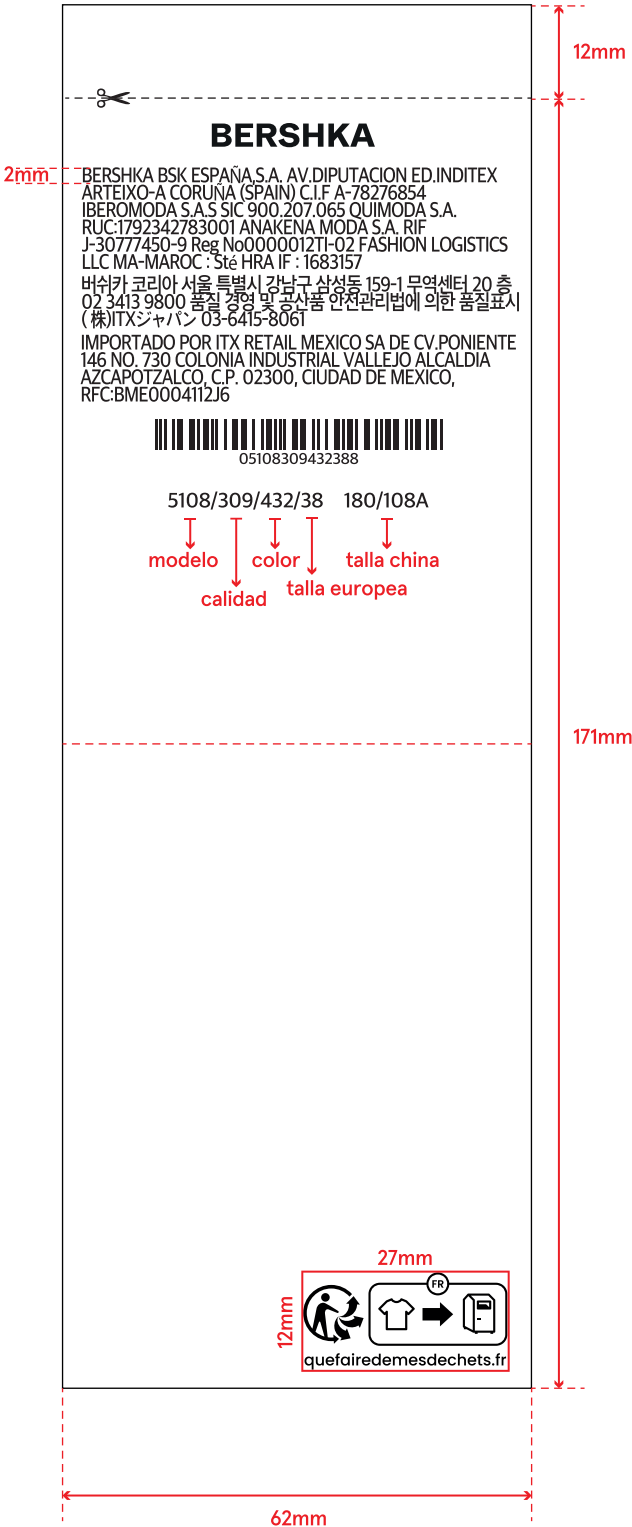 12mm
BERSHKA
2mm
BERSHKA BSK ESPAÑA,S.A. AV.DIPUTACION ED.INDITEX
ARTEIXO-A CORUÑA (SPAIN) C.I.F A-78276854
IBEROMODA S.A.S SIC 900.207.065 QUIMODA S.A.
RUC:1792342783001 ANAKENA MODA S.A. RIF
J-30777450-9 Reg No0000012TI-02 FASHION LOGISTICS
LLC MA-MAROC : Sté HRA IF : 1683157
버쉬카 코리아 서울 특별시 강남구 삼성동 159-1 무역센터 20 층
02 3413 9800 품질 경영 및 공산품 안전관리법에 의한 품질표시
( 株)ITXジャパン 03-6415-8061
IMPORTADO POR ITX RETAIL MEXICO SA DE CV.PONIENTE
146 NO. 730 COLONIA INDUSTRIAL VALLEJO ALCALDIA
AZCAPOTZALCO, C.P. 02300, CIUDAD DE MEXICO,
RFC:BME0004112J6
05108309432388
5108/309/432/38 180/108A
modelo color talla china
calidad talla europea
171mm
27mm
12mm
FR
quefairedemesdechets.fr
62mm